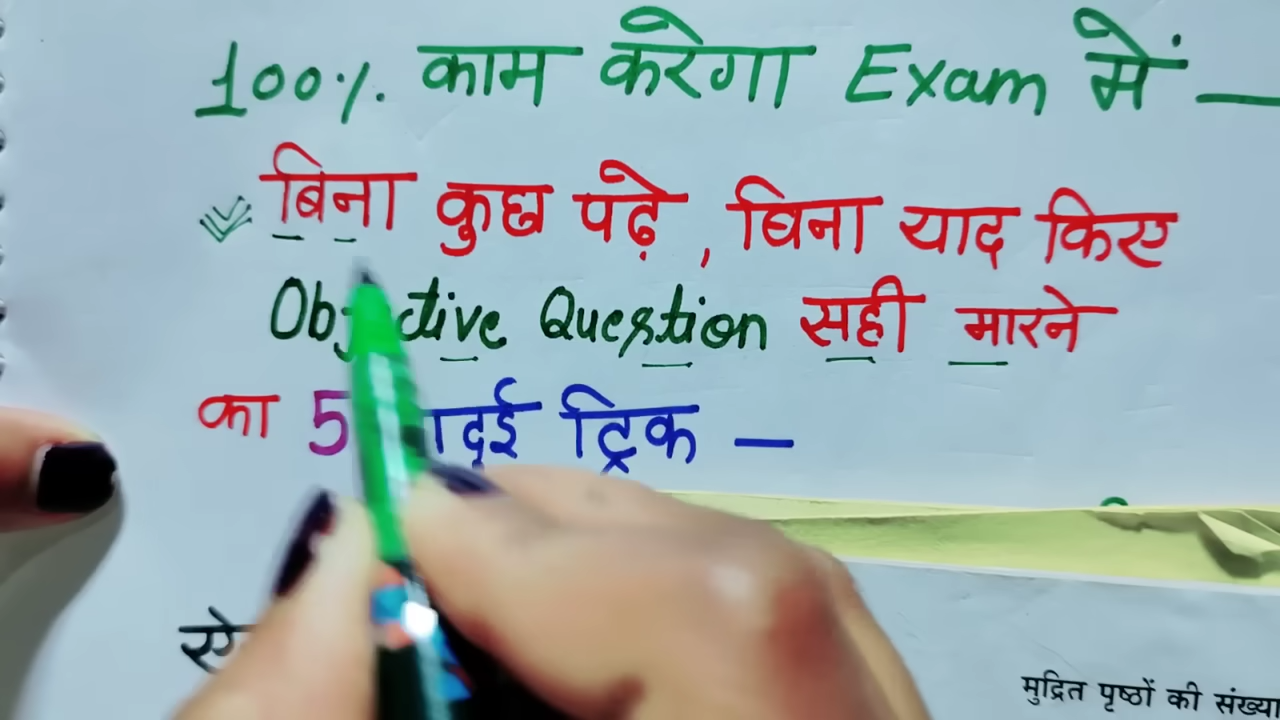 100% काम करेगा Exam में —
बिना कुछ पढ़े, बिना याद किए
Objective Question सही मारने
का 5 ट्रिक —
मुद्रित पृष्ठों की संख्या